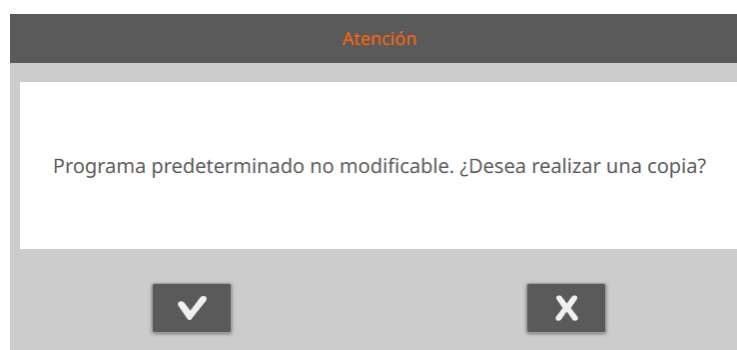 Atención
Programa predeterminado no modificable. ¿Desea realizar una copia?